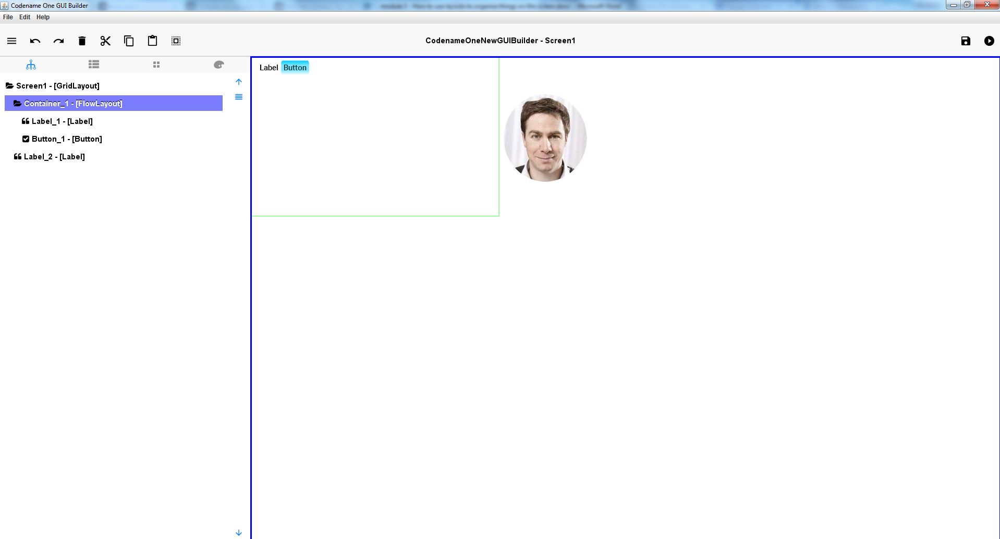 Codename One GUI Builder
File Edit Help
CodenameOneNewGUIBuilder - Screen1
Screen1 - [GridLayout]
Container_1 - [FlowLayout]
Label_1 - [Label]
Button_1 - [Button]
Label_2 - [Label]
Label Button